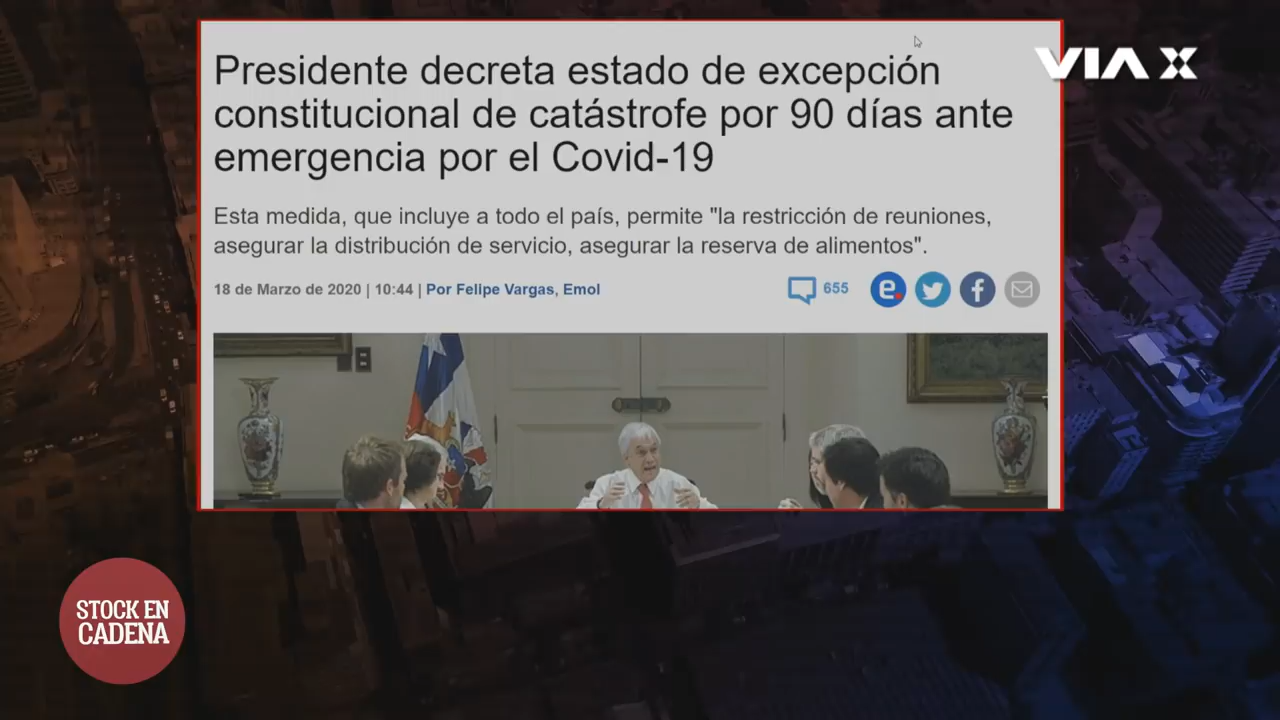 VIA X
Presidente decreta estado de excepción
constitucional de catástrofe por 90 días ante
emergencia por el Covid-19
Esta medida, que incluye a todo el país, permite "la restricción de reuniones,
asegurar la distribución de servicio, asegurar la reserva de alimentos".
18 de Marzo de 2020 | 10:44 | Por Felipe Vargas, Emol
655
STOCK EN
CADENA